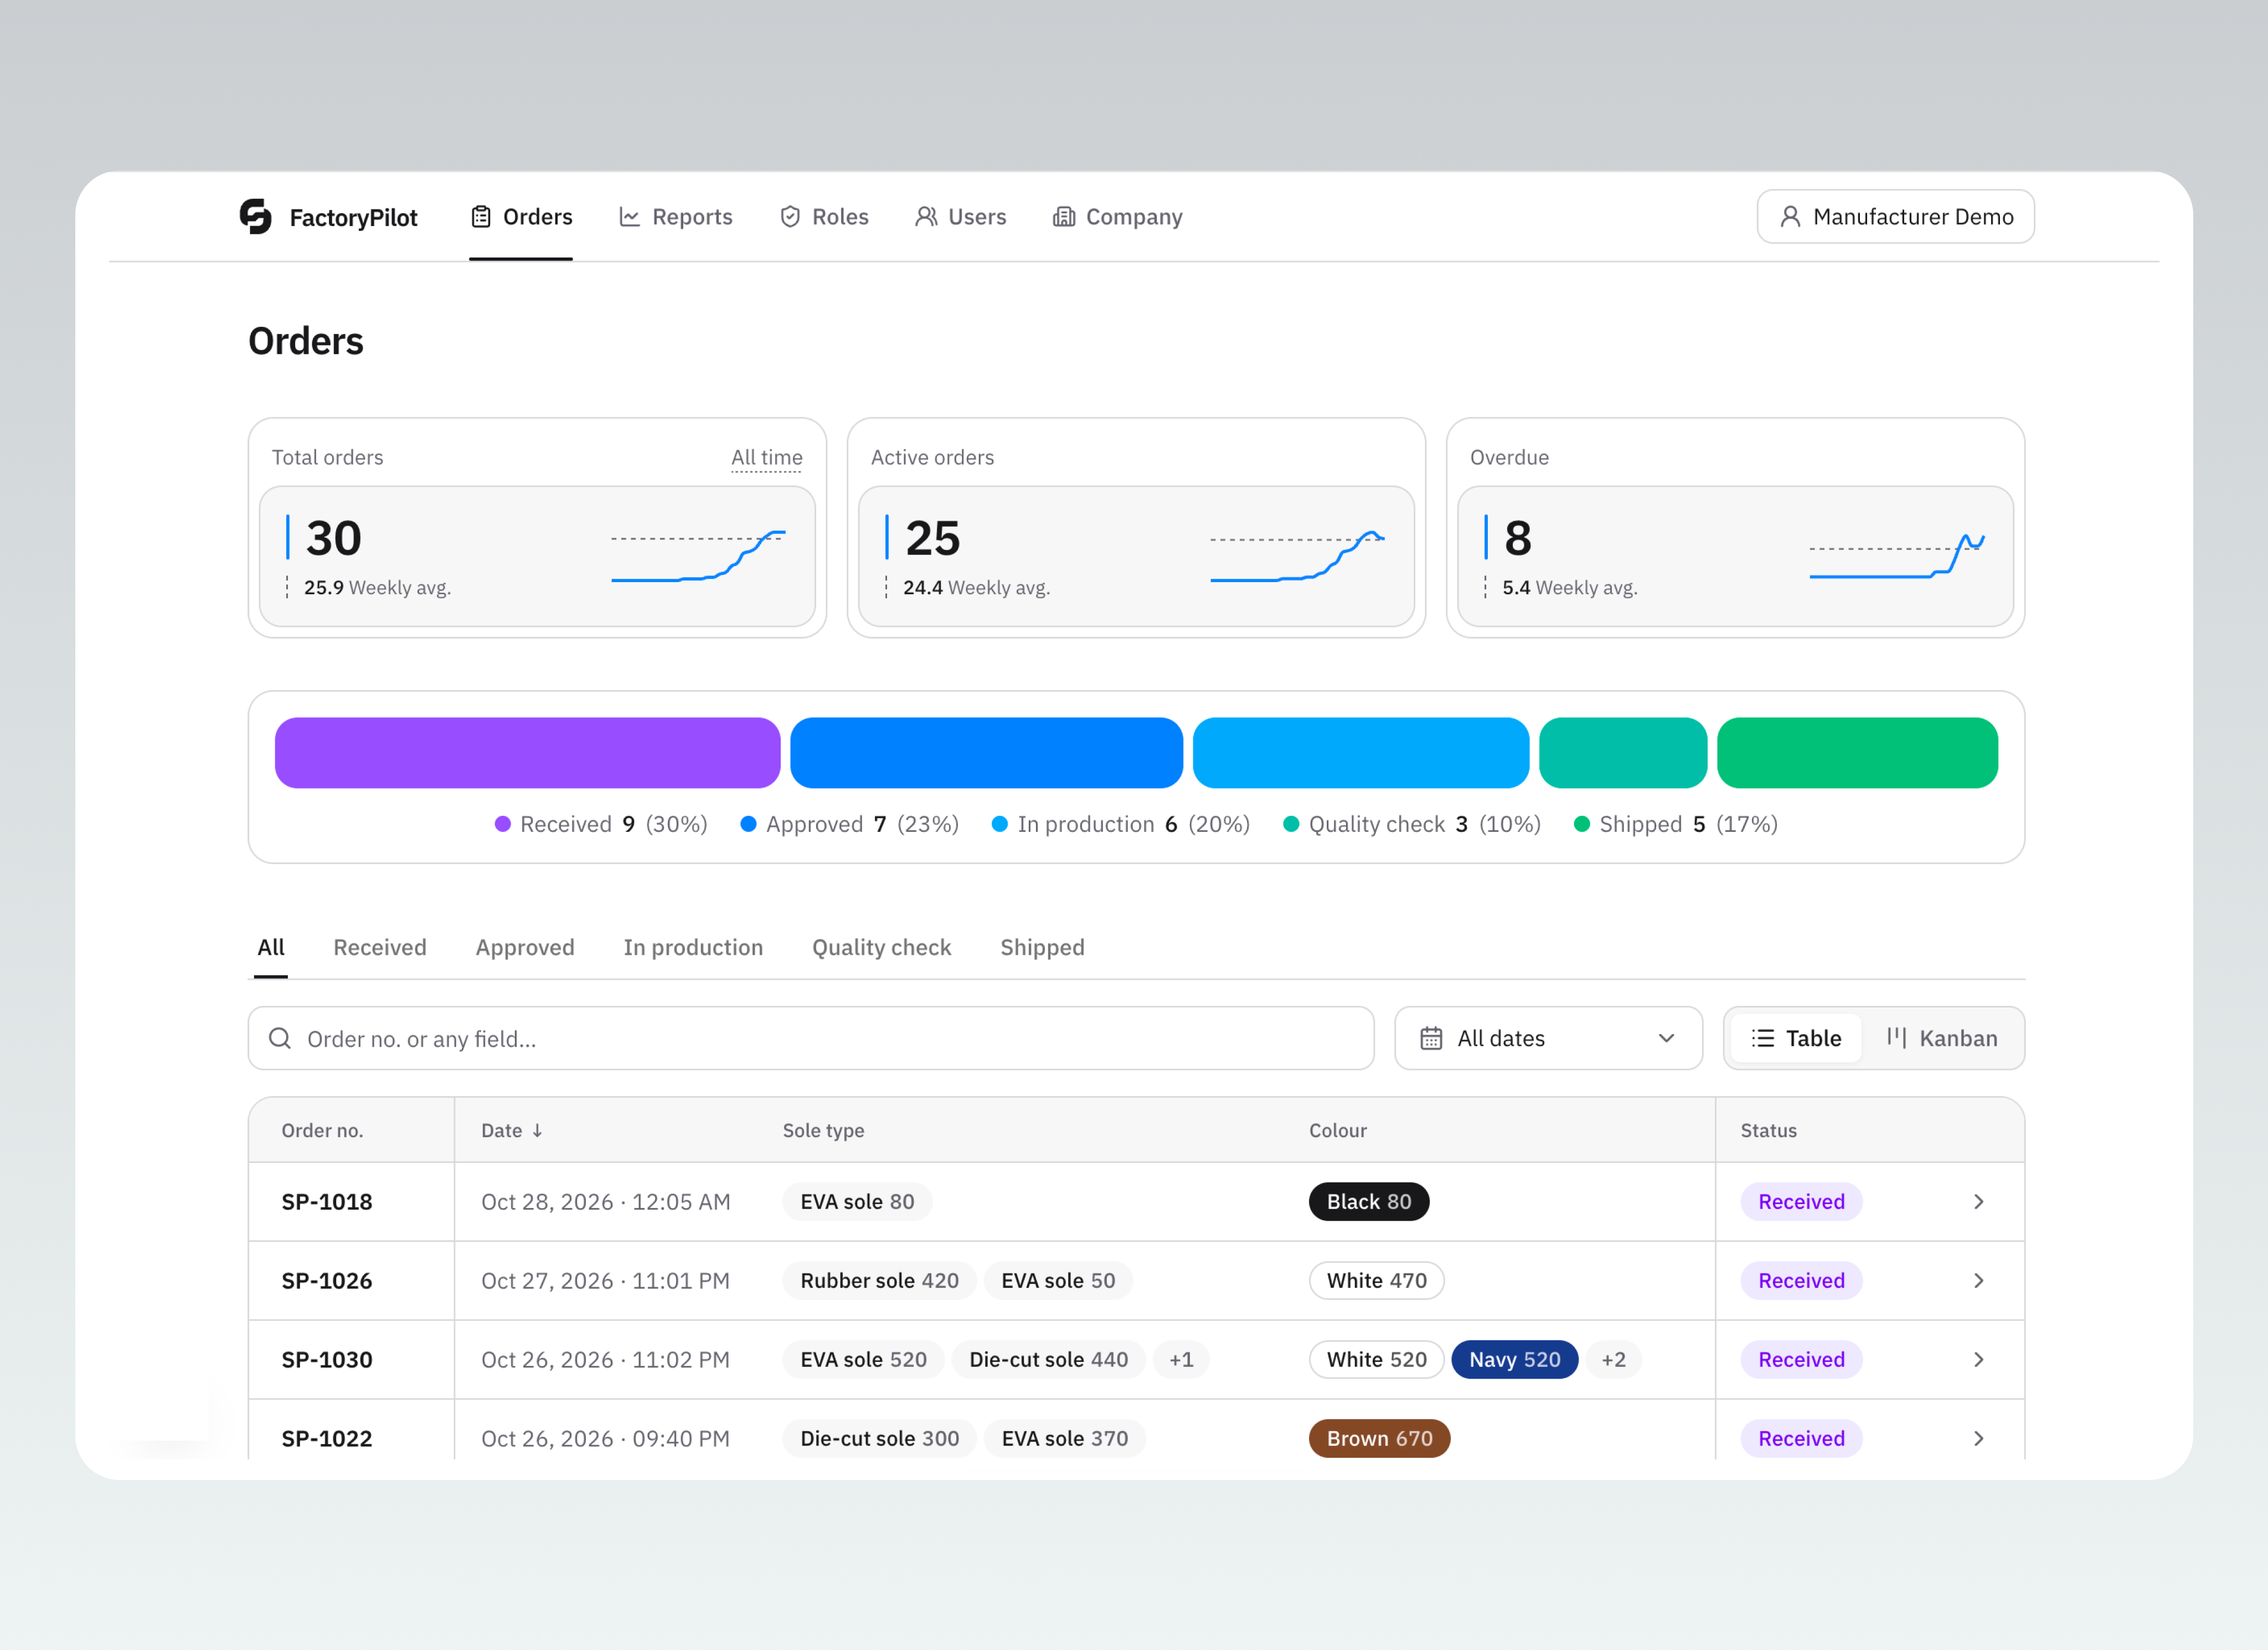 FactoryPilot Orders Reports Roles Users Company Manufacturer Demo
Orders
Total orders All time
30
25.9 Weekly avg.
Active orders
25
24.4 Weekly avg.
Overdue
8
5.4 Weekly avg.
Received 9 (30%) Approved 7 (23%) In production 6 (20%) Quality check 3 (10%) Shipped 5 (17%)
All Received Approved In production Quality check Shipped
Order no. or any field... All dates Table Kanban
Order no. Date ↓ Sole type Colour Status
SP-1018 Oct 28, 2026 · 12:05 AM EVA sole 80 Black 80 Received
SP-1026 Oct 27, 2026 · 11:01 PM Rubber sole 420 EVA sole 50 White 470 Received
SP-1030 Oct 26, 2026 · 11:02 PM EVA sole 520 Die-cut sole 440 +1 White 520 Navy 520 +2 Received
SP-1022 Oct 26, 2026 · 09:40 PM Die-cut sole 300 EVA sole 370 Brown 670 Received